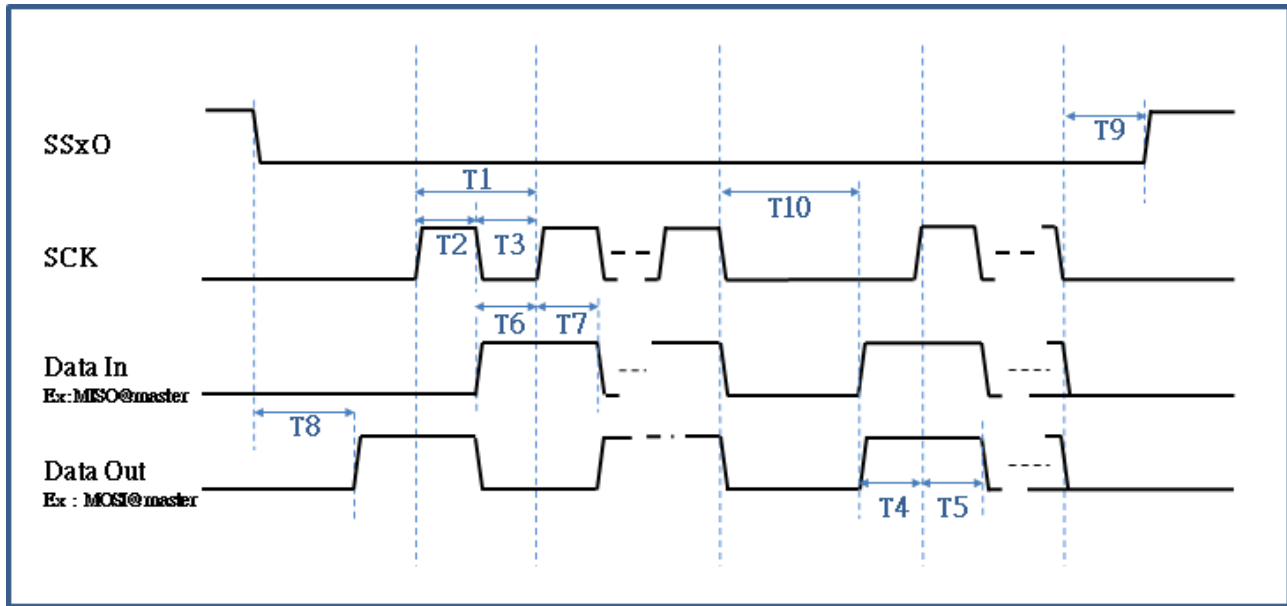 SSxO
T9
T1
T10
SCK
T2
T3
T6
T7
Data In
Ex:MISO@master
T8
Data Out
Ex : MOSI@master
T4
T5